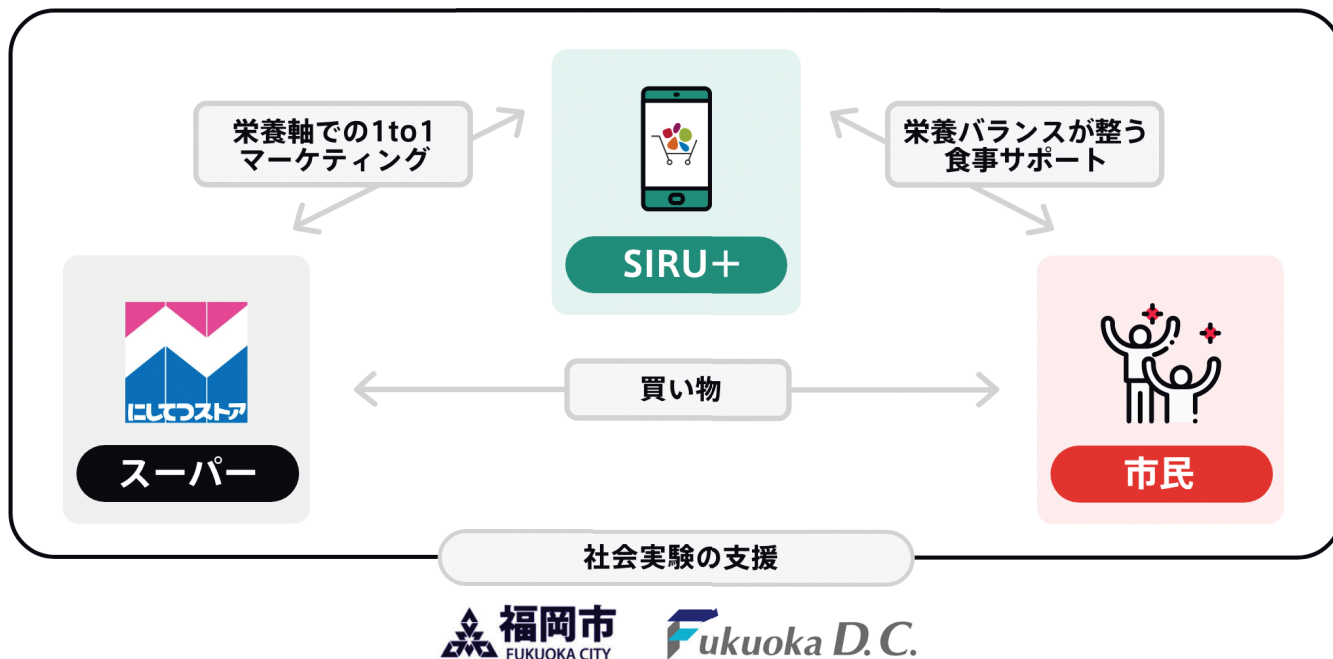 栄養軸での1to1
マーケティング
栄養バランスが整う
食事サポート
SIRU＋
にしてつストア
スーパー
買い物
市民
社会実験の支援
福岡市
FUKUOKA CITY
Fukuoka D.C.